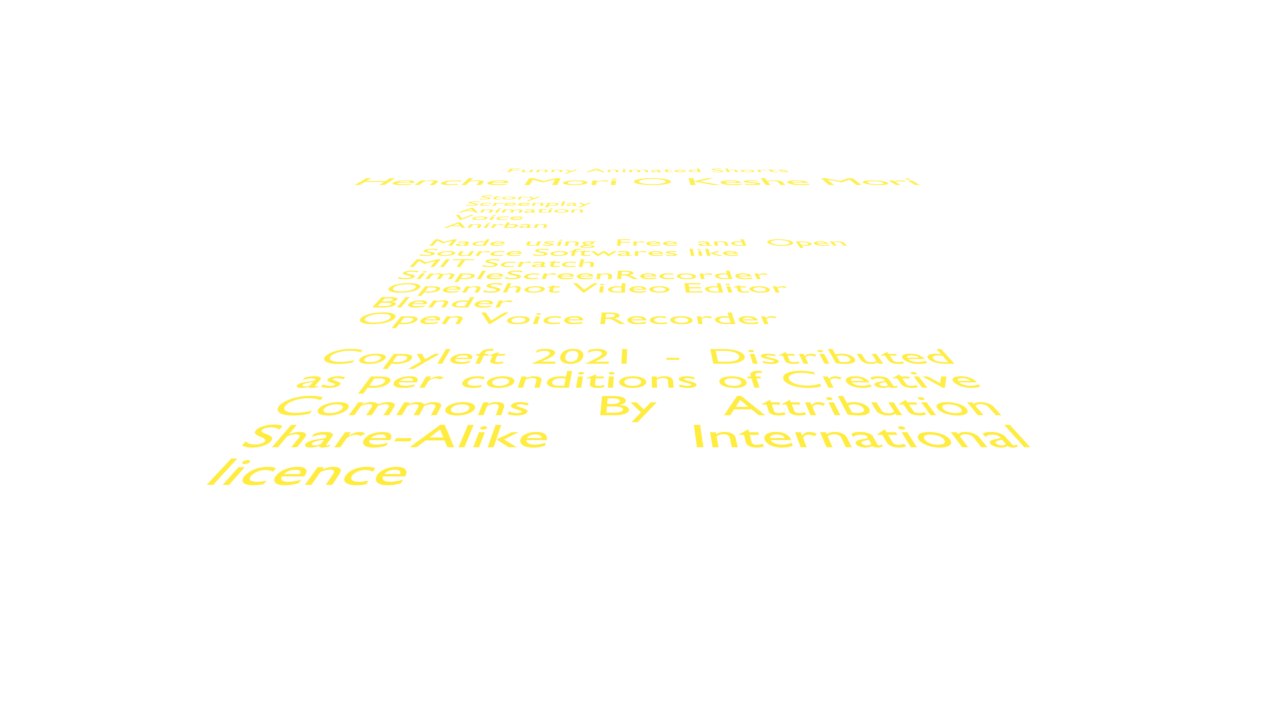 Funny Animated Shorts
Henche Mori O Keshe Mori
Story
Screenplay
Animation
Voice
Anirban
Made using Free and Open
Source Softwares like
MIT Scratch
SimpleScreenRecorder
OpenShot Video Editor
Blender
Open Voice Recorder
Copyleft 2021 - Distributed
as per conditions of Creative
Commons By Attribution
Share-Alike International
licence